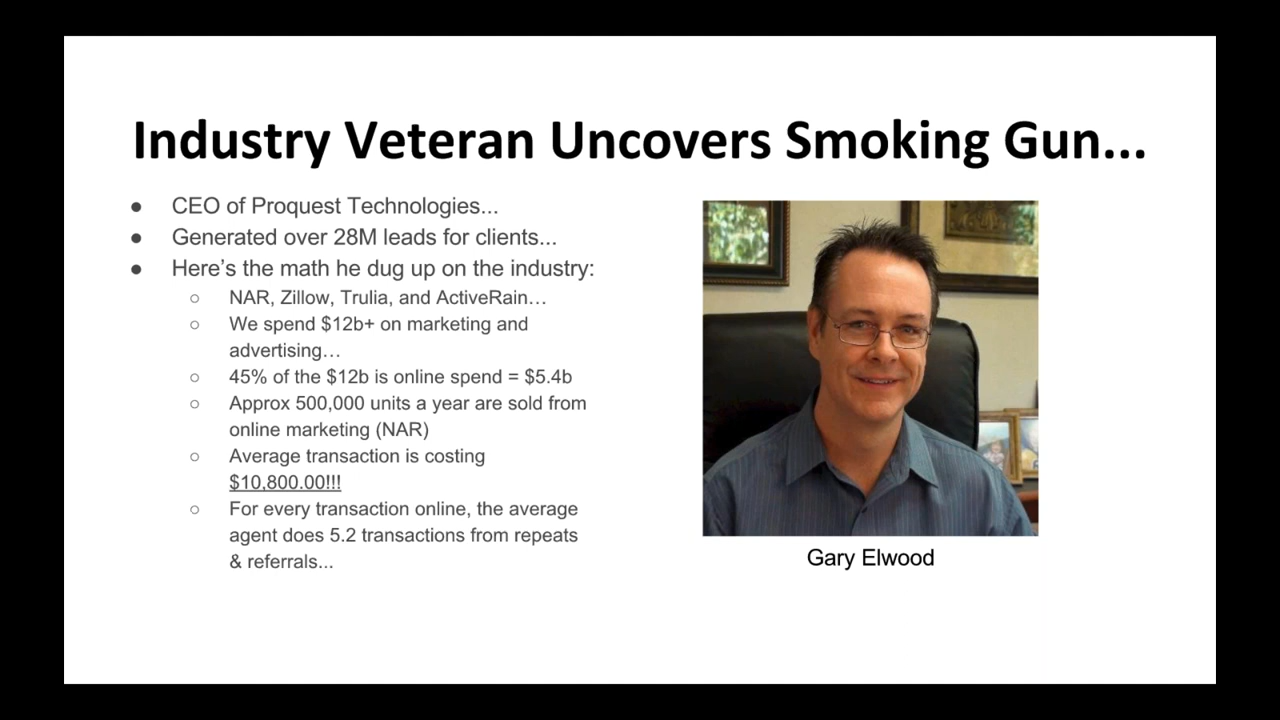 Industry Veteran Uncovers Smoking Gun...
● CEO of Proquest Technologies...
● Generated over 28M leads for clients...
● Here's the math he dug up on the industry:
○ NAR, Zillow, Trulia, and ActiveRain…
○ We spend $12b+ on marketing and
advertising…
○ 45% of the $12b is online spend = $5.4b
○ Approx 500,000 units a year are sold from
online marketing (NAR)
○ Average transaction is costing
$10,800.00!!!
○ For every transaction online, the average
agent does 5.2 transactions from repeats
& referrals...
Gary Elwood